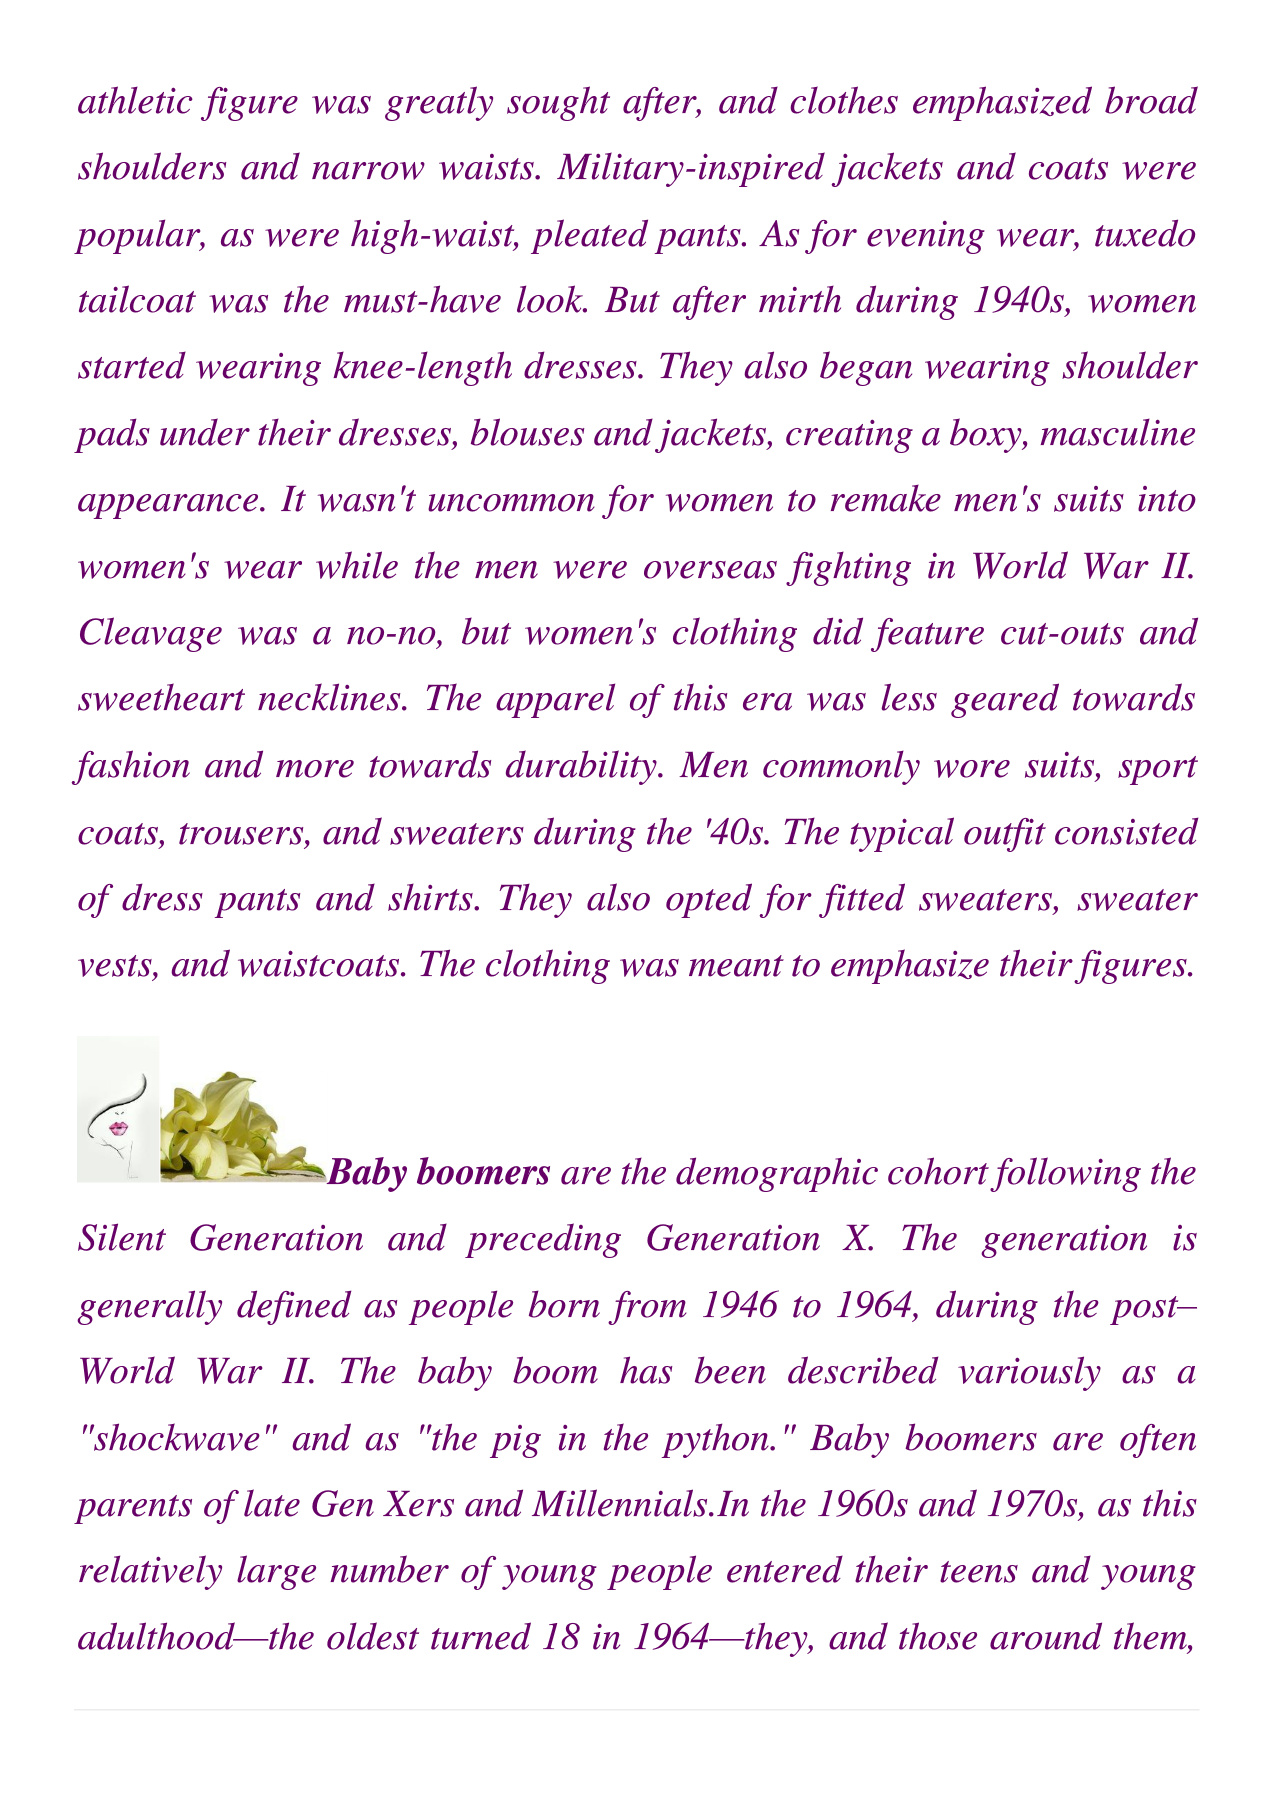 athletic figure was greatly sought after, and clothes emphasized broad
shoulders and narrow waists. Military-inspired jackets and coats were
popular, as were high-waist, pleated pants. As for evening wear, tuxedo
tailcoat was the must-have look. But after mirth during 1940s, women
started wearing knee-length dresses. They also began wearing shoulder
pads under their dresses, blouses and jackets, creating a boxy, masculine
appearance. It wasn't uncommon for women to remake men's suits into
women's wear while the men were overseas fighting in World War II.
Cleavage was a no-no, but women's clothing did feature cut-outs and
sweetheart necklines. The apparel of this era was less geared towards
fashion and more towards durability. Men commonly wore suits, sport
coats, trousers, and sweaters during the '40s. The typical outfit consisted
of dress pants and shirts. They also opted for fitted sweaters, sweater
vests, and waistcoats. The clothing was meant to emphasize their figures.
Baby boomers are the demographic cohort following the
Silent Generation and preceding Generation X. The generation is
generally defined as people born from 1946 to 1964, during the post–
World War II. The baby boom has been described variously as a
"shockwave" and as "the pig in the python." Baby boomers are often
parents of late Gen Xers and Millennials.In the 1960s and 1970s, as this
relatively large number of young people entered their teens and young
adulthood—the oldest turned 18 in 1964—they, and those around them,